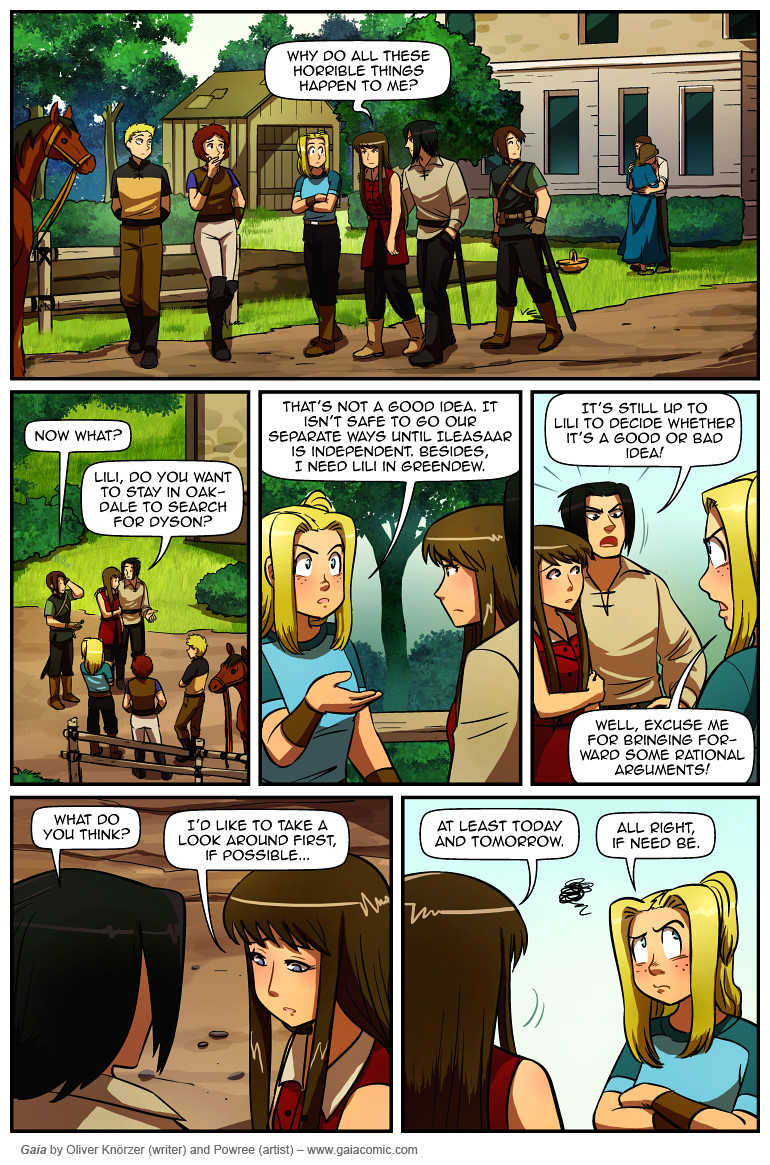 WHY DO ALL THESE
HORRIBLE THINGS
HAPPEN TO ME?
NOW WHAT?
LILI, DO YOU WANT
TO STAY IN OAK-
DALE TO SEARCH
FOR DYSON?
THAT'S NOT A GOOD IDEA. IT
ISN'T SAFE TO GO OUR
SEPARATE WAYS UNTIL ILEASAAR
IS INDEPENDENT. BESIDES,
I NEED LILI IN GREENDEW.
IT'S STILL UP TO
LILI TO DECIDE WHETHER
IT'S A GOOD OR BAD
IDEA!
WELL, EXCUSE ME
FOR BRINGING FOR-
WARD SOME RATIONAL
ARGUMENTS!
WHAT DO
YOU THINK?
I'D LIKE TO TAKE A
LOOK AROUND FIRST,
IF POSSIBLE...
AT LEAST TODAY
AND TOMORROW.
ALL RIGHT,
IF NEED BE.
Gaia by Oliver Knörzer (writer) and Powree (artist) – www.gaiacomic.com